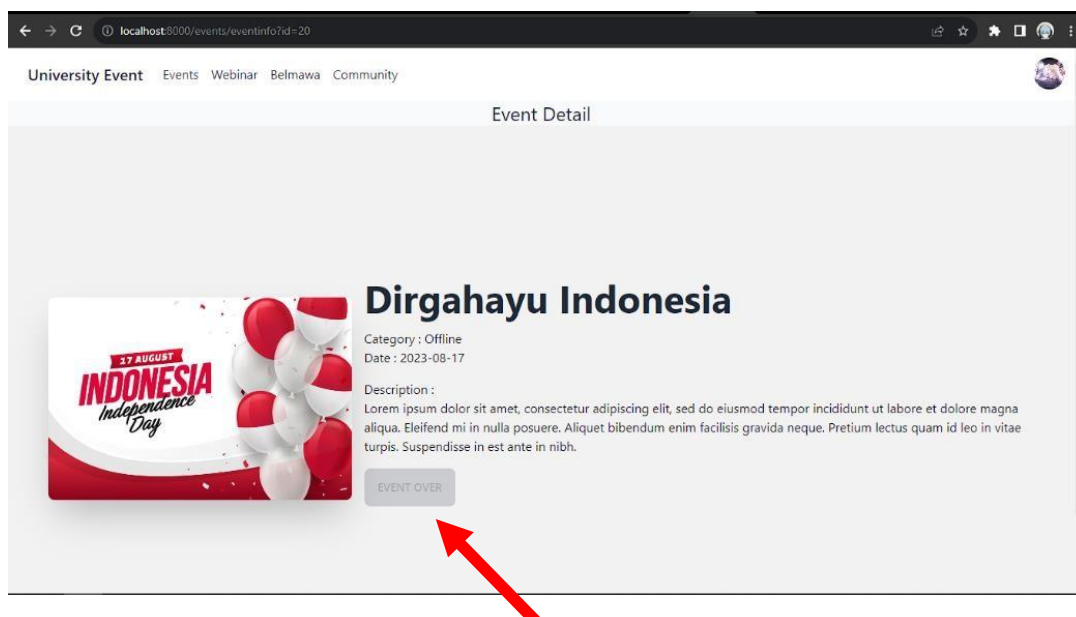 localhost:8000/events/eventinfo?id=20
University Event Events Webinar Belmawa Community
Event Detail
Dirgahayu Indonesia
Category : Offline
Date : 2023-08-17
Description :
Lorem ipsum dolor sit amet, consectetur adipiscing elit, sed do eiusmod tempor incididunt ut labore et dolore magna
aliqua. Eleifend mi in nulla posuere. Aliquet bibendum enim facilisis gravida neque. Pretium lectus quam id leo in vitae
turpis. Suspendisse in est ante in nibh.
EVENT OVER
17 AUGUST
INDONESIA
Independence
Day